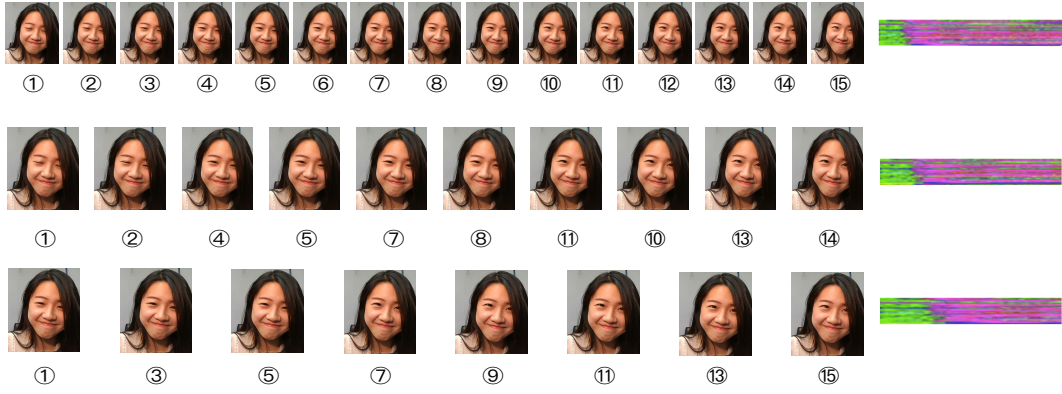 ① ② ③ ④ ⑤ ⑥ ⑦ ⑧ ⑨ ⑩ ⑪ ⑫ ⑬ ⑭ ⑮
① ② ④ ⑤ ⑦ ⑧ ⑪ ⑩ ⑬ ⑭
① ③ ⑤ ⑦ ⑨ ⑪ ⑬ ⑮